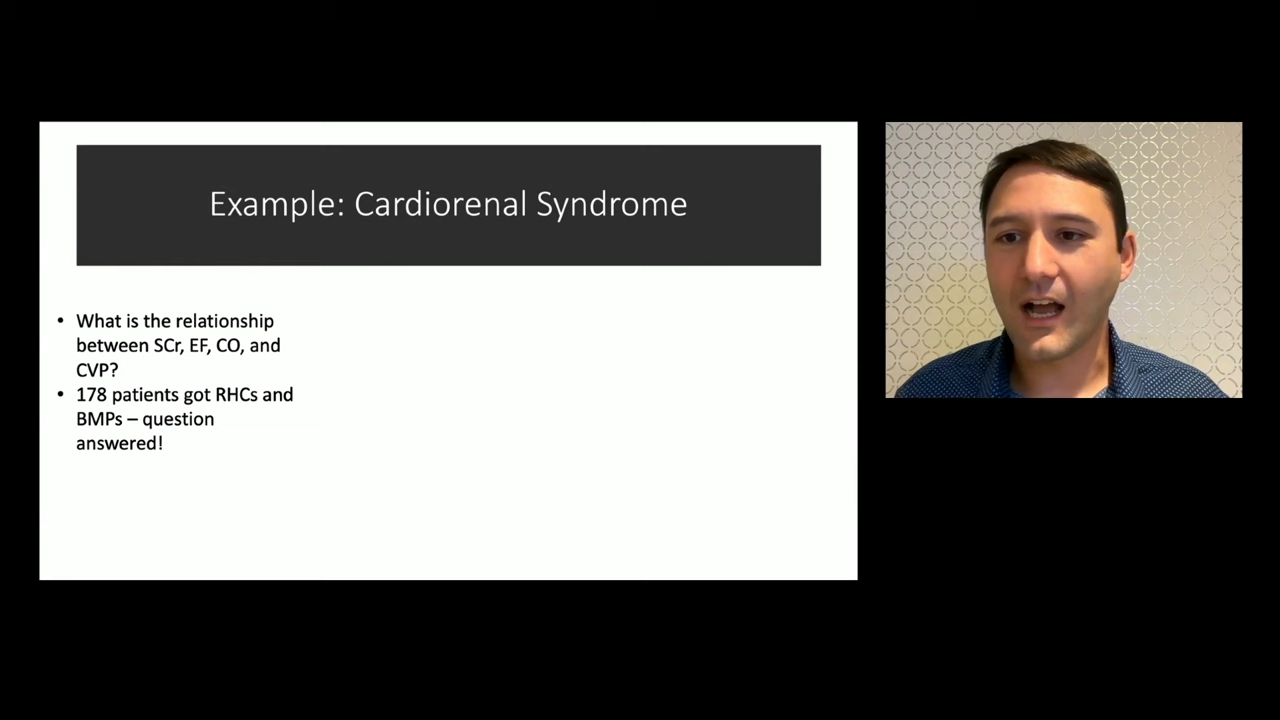 Example: Cardiorenal Syndrome
• What is the relationship
between SCr, EF, CO, and
CVP?
• 178 patients got RHCs and
BMPs – question
answered!